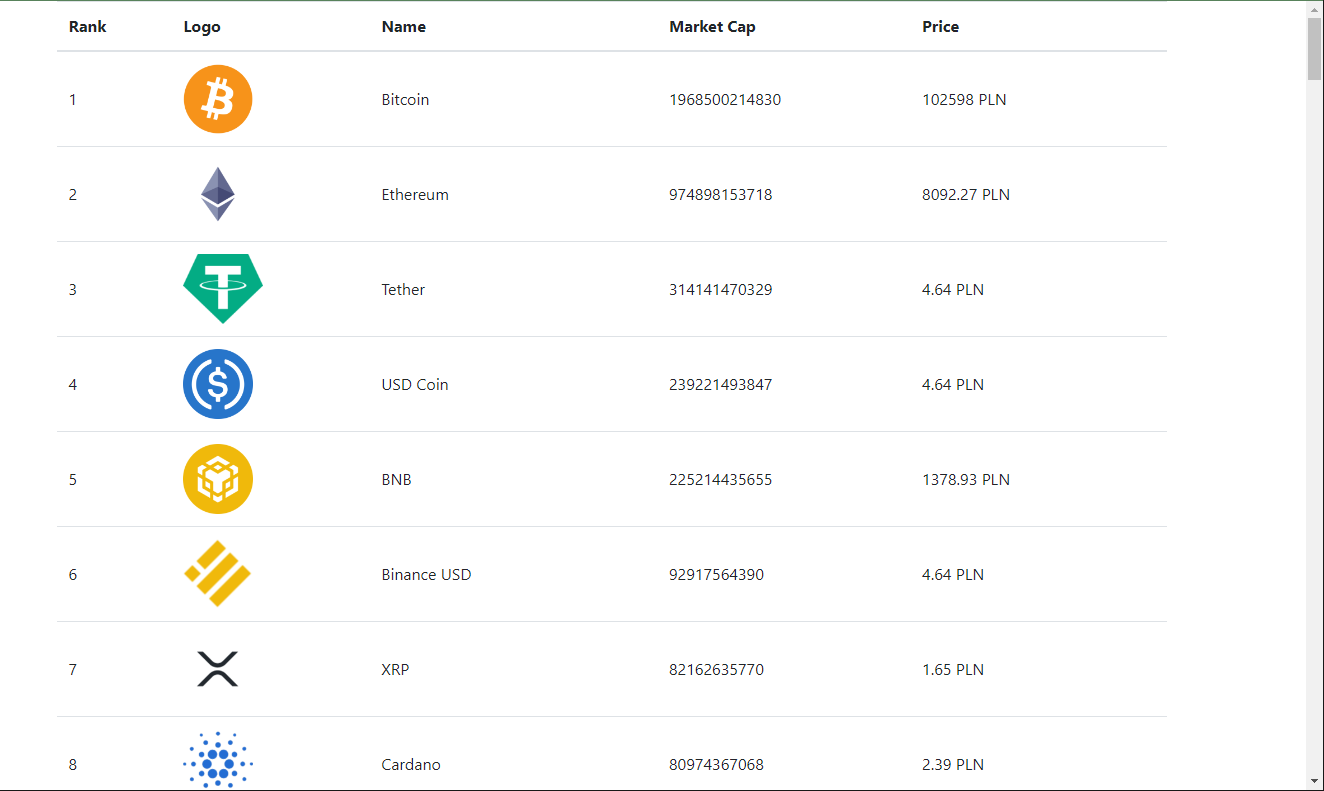 Rank Logo Name Market Cap Price
1 Bitcoin 1968500214830 102598 PLN
2 Ethereum 974898153718 8092.27 PLN
3 Tether 314141470329 4.64 PLN
4 USD Coin 239221493847 4.64 PLN
5 BNB 225214435655 1378.93 PLN
6 Binance USD 92917564390 4.64 PLN
7 XRP 82162635770 1.65 PLN
8 Cardano 80974367068 2.39 PLN